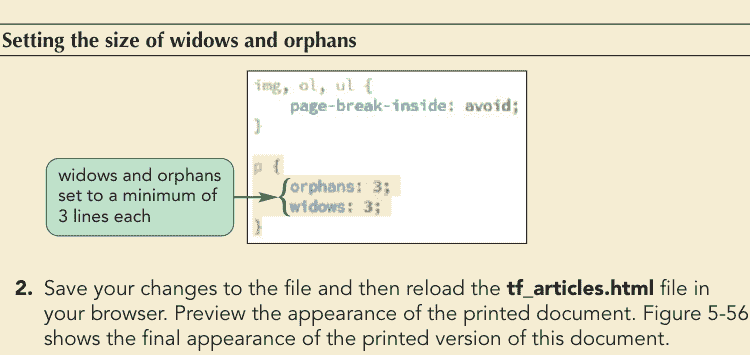 Setting the size of widows and orphans
img, ol, ul {
page-break-inside: avoid;
}
p {
orphans: 3;
widows: 3;
}
widows and orphans
set to a minimum of
3 lines each
2. Save your changes to the file and then reload the tf_articles.html file in
your browser. Preview the appearance of the printed document. Figure 5-56
shows the final appearance of the printed version of this document.